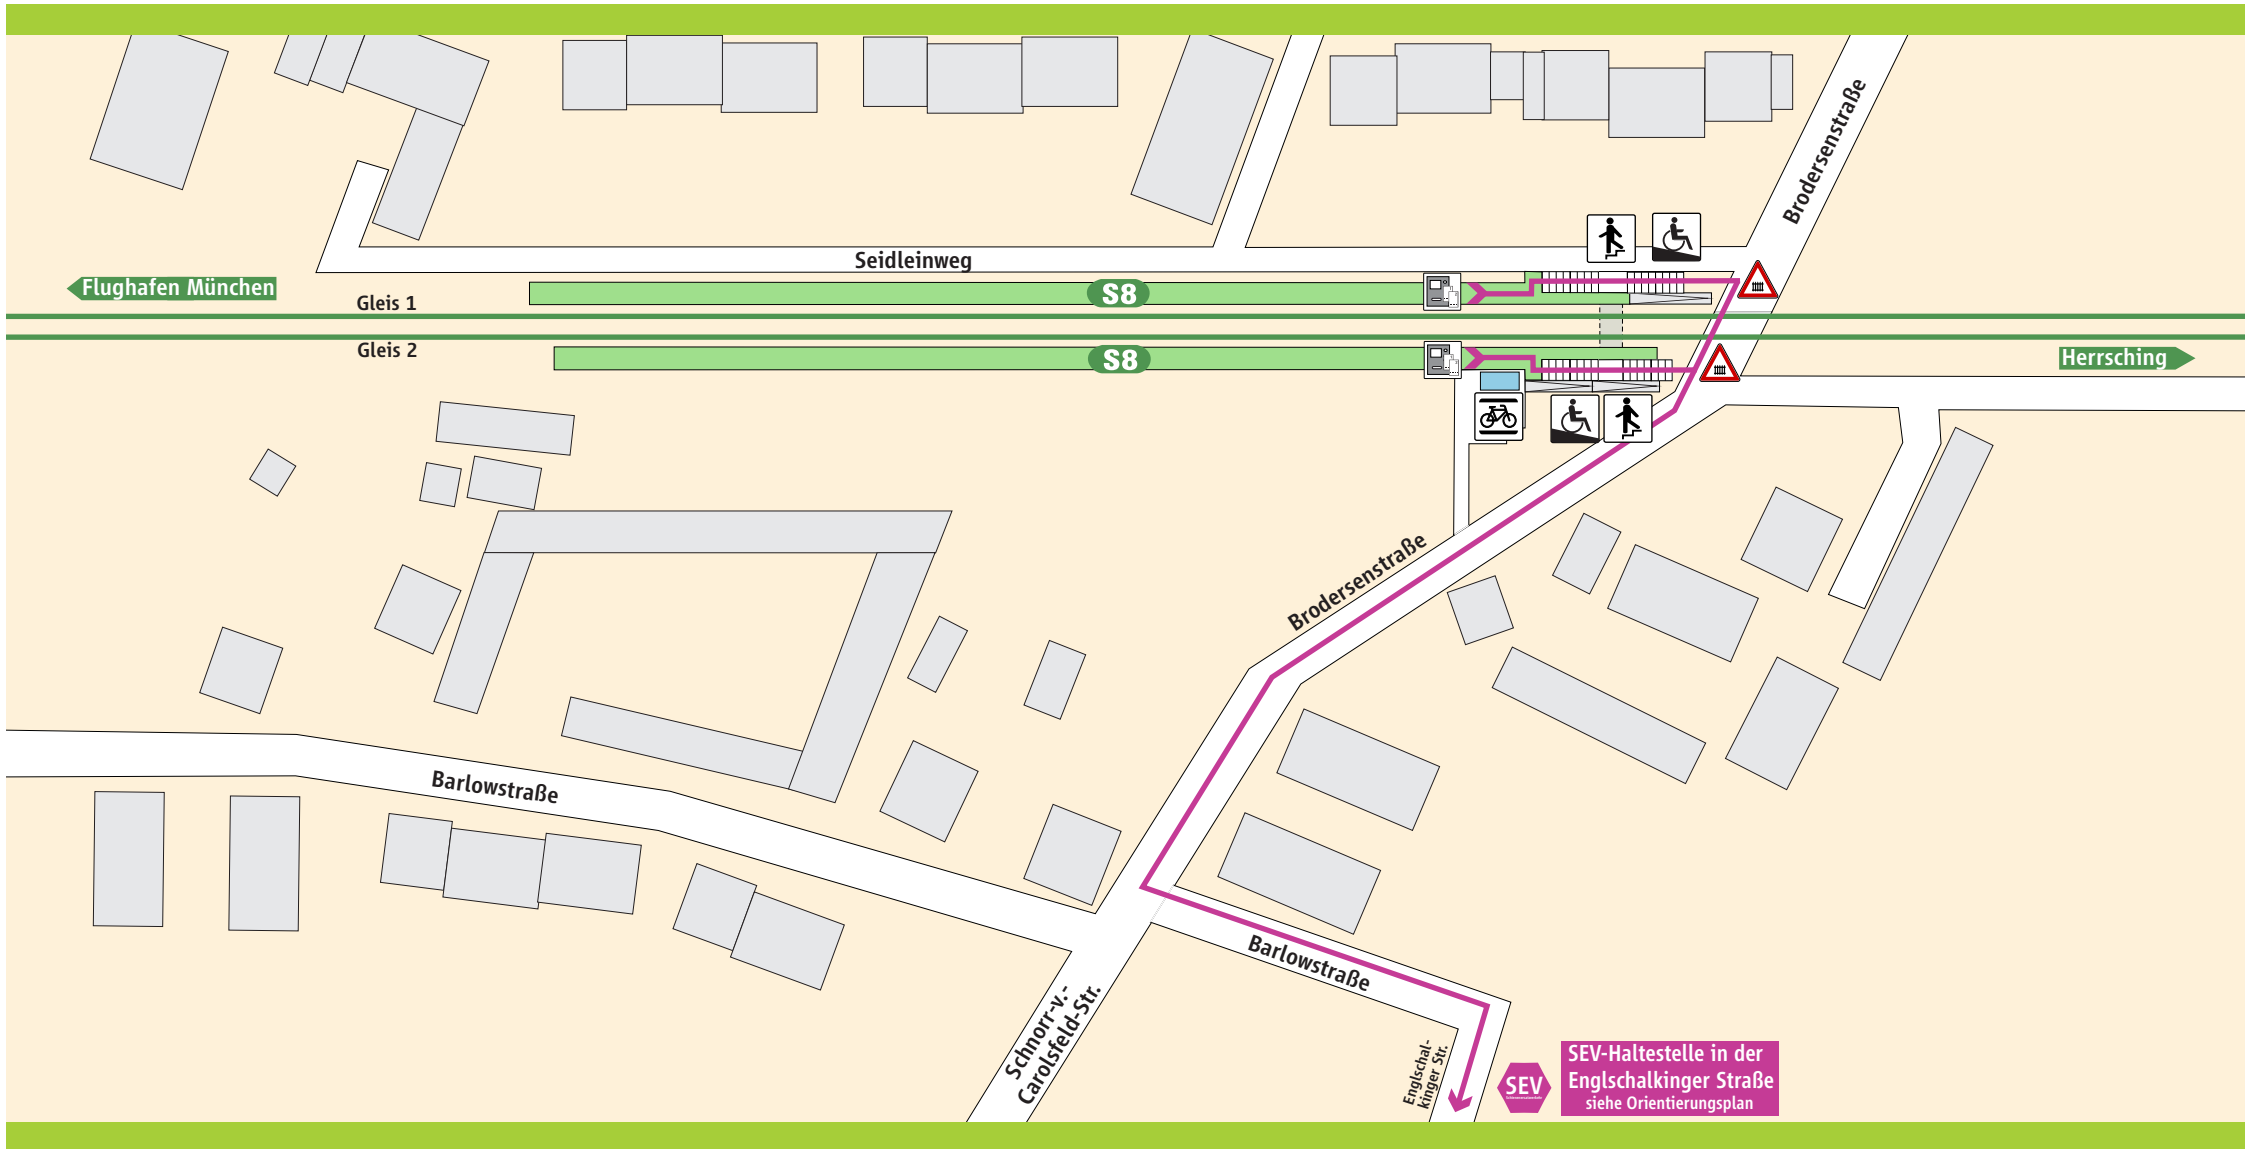 Brodersenstraße
Seidleinweg
Flughafen München
Gleis 1
S8
Gleis 2
S8
Herrsching
Brodersenstraße
Barlowstraße
Barlowstraße
Schnorr-v.-
Carolsfeld-Str.
Englschal-
kinger Str.
SEV
SEV-Haltestelle in der
Englschalkinger Straße
siehe Orientierungsplan